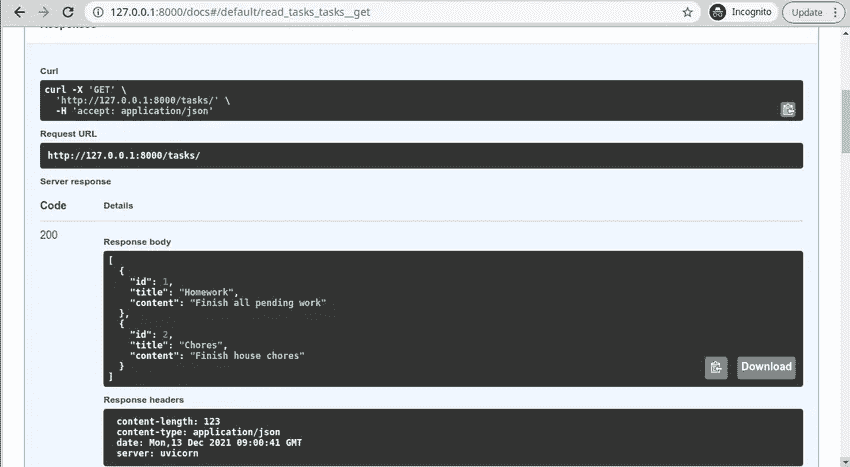 127.0.0.1:8000/docs#/default/read_tasks_tasks__get
Incognito
Update
Responses
Curl
curl -X 'GET' \
'http://127.0.0.1:8000/tasks/' \
-H 'accept: application/json'
Request URL
http://127.0.0.1:8000/tasks/
Server response
Code Details
200
Response body
[
{
"id": 1,
"title": "Homework",
"content": "Finish all pending work"
},
{
"id": 2,
"title": "Chores",
"content": "Finish house chores"
}
]
Download
Response headers
content-length: 123
content-type: application/json
date: Mon,13 Dec 2021 09:00:41 GMT
server: uvicorn